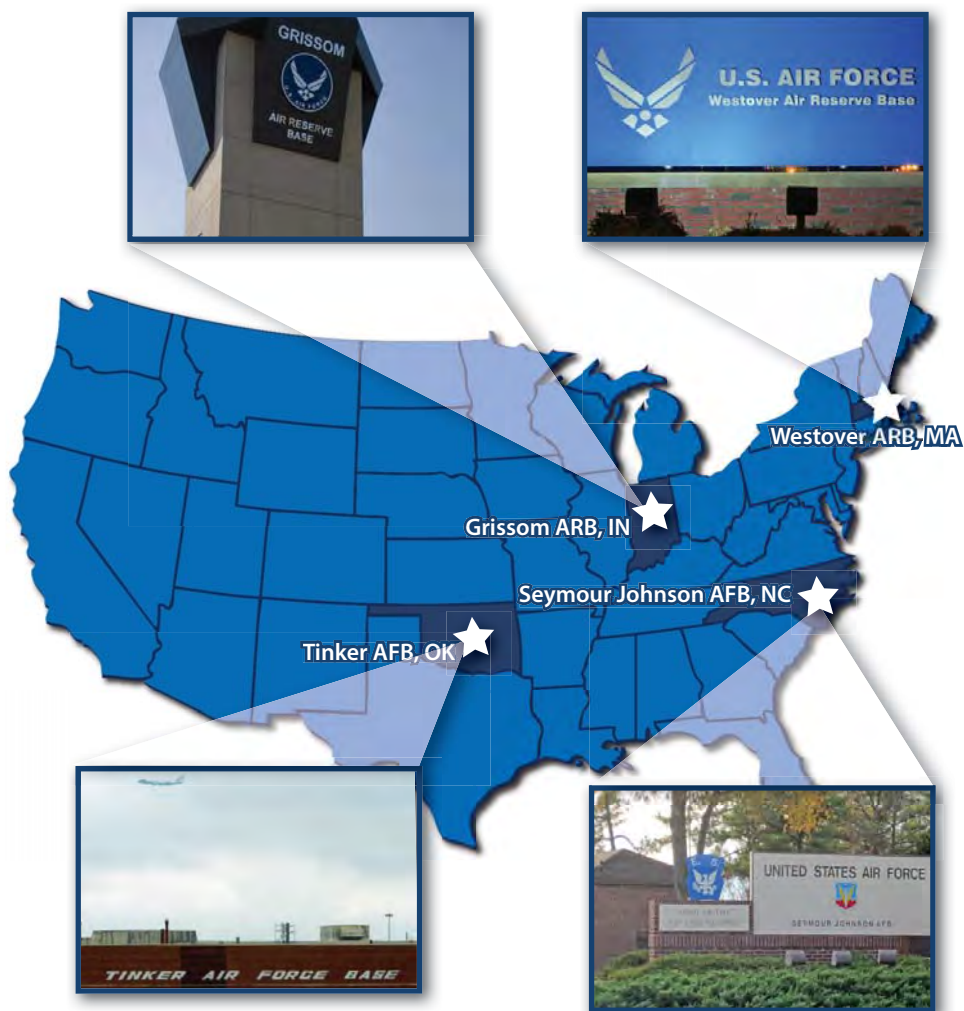 GRISSOM
U.S. AIR FORCE
AIR RESERVE
BASE
U.S. AIR FORCE
Westover Air Reserve Base
Westover ARB, MA
Grissom ARB, IN
Seymour Johnson AFB, NC
Tinker AFB, OK
TINKER AIR FORCE BASE
UNITED STATES AIR FORCE
SEYMOUR JOHNSON AFB